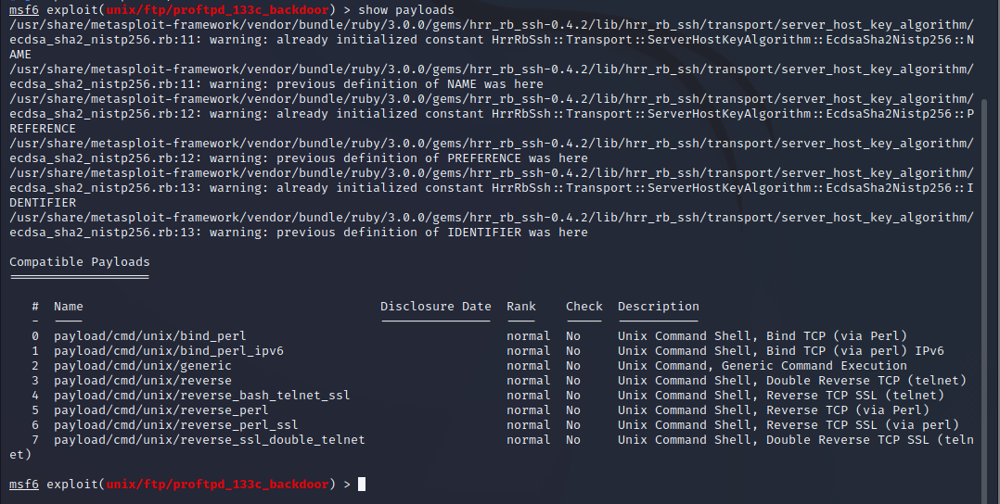 msf6 exploit(unix/ftp/proftpd_133c_backdoor) > show payloads
/usr/share/metasploit-framework/vendor/bundle/ruby/3.0.0/gems/hrr_rb_ssh-0.4.2/lib/hrr_rb_ssh/transport/server_host_key_algorithm/
ecdsa_sha2_nistp256.rb:11: warning: already initialized constant HrrRbSsh::Transport::ServerHostKeyAlgorithm::EcdsaSha2Nistp256::N
AME
/usr/share/metasploit-framework/vendor/bundle/ruby/3.0.0/gems/hrr_rb_ssh-0.4.2/lib/hrr_rb_ssh/transport/server_host_key_algorithm/
ecdsa_sha2_nistp256.rb:11: warning: previous definition of NAME was here
/usr/share/metasploit-framework/vendor/bundle/ruby/3.0.0/gems/hrr_rb_ssh-0.4.2/lib/hrr_rb_ssh/transport/server_host_key_algorithm/
ecdsa_sha2_nistp256.rb:12: warning: already initialized constant HrrRbSsh::Transport::ServerHostKeyAlgorithm::EcdsaSha2Nistp256::P
REFERENCE
/usr/share/metasploit-framework/vendor/bundle/ruby/3.0.0/gems/hrr_rb_ssh-0.4.2/lib/hrr_rb_ssh/transport/server_host_key_algorithm/
ecdsa_sha2_nistp256.rb:12: warning: previous definition of PREFERENCE was here
/usr/share/metasploit-framework/vendor/bundle/ruby/3.0.0/gems/hrr_rb_ssh-0.4.2/lib/hrr_rb_ssh/transport/server_host_key_algorithm/
ecdsa_sha2_nistp256.rb:13: warning: already initialized constant HrrRbSsh::Transport::ServerHostKeyAlgorithm::EcdsaSha2Nistp256::I
DENTIFIER
/usr/share/metasploit-framework/vendor/bundle/ruby/3.0.0/gems/hrr_rb_ssh-0.4.2/lib/hrr_rb_ssh/transport/server_host_key_algorithm/
ecdsa_sha2_nistp256.rb:13: warning: previous definition of IDENTIFIER was here

Compatible Payloads
===================

   #  Name                                        Disclosure Date  Rank    Check  Description
   -  ----                                        ---------------  ----    -----  -----------
   0  payload/cmd/unix/bind_perl                                   normal  No     Unix Command Shell, Bind TCP (via Perl)
   1  payload/cmd/unix/bind_perl_ipv6                              normal  No     Unix Command Shell, Bind TCP (via perl) IPv6
   2  payload/cmd/unix/generic                                     normal  No     Unix Command, Generic Command Execution
   3  payload/cmd/unix/reverse                                     normal  No     Unix Command Shell, Double Reverse TCP (telnet)
   4  payload/cmd/unix/reverse_bash_telnet_ssl                     normal  No     Unix Command Shell, Reverse TCP SSL (telnet)
   5  payload/cmd/unix/reverse_perl                                normal  No     Unix Command Shell, Reverse TCP (via Perl)
   6  payload/cmd/unix/reverse_perl_ssl                            normal  No     Unix Command Shell, Reverse TCP SSL (via perl)
   7  payload/cmd/unix/reverse_ssl_double_telnet                   normal  No     Unix Command Shell, Double Reverse TCP SSL (teln
et)

msf6 exploit(unix/ftp/proftpd_133c_backdoor) >